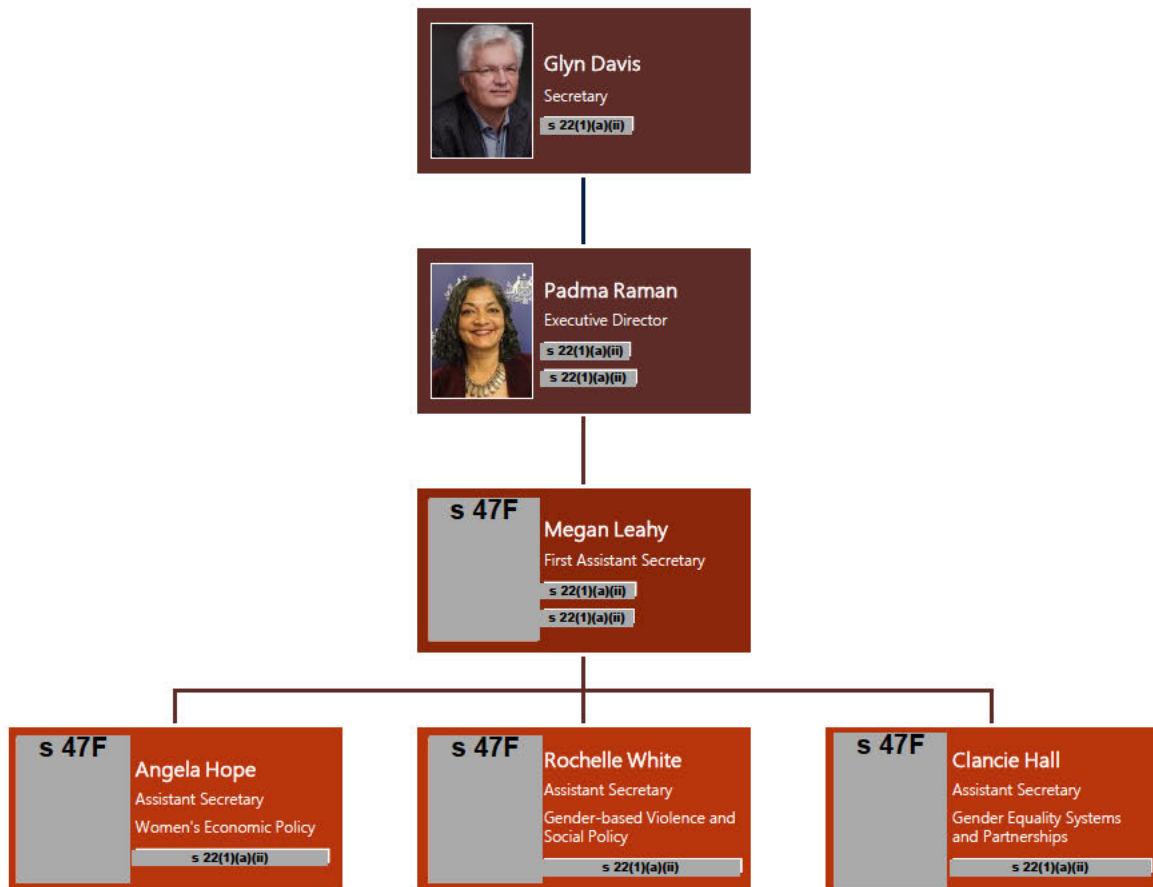 Glyn Davis
Secretary
s 22(1)(a)(ii)
Padma Raman
Executive Director
s 22(1)(a)(ii)
s 22(1)(a)(ii)
s 47F
Megan Leahy
First Assistant Secretary
s 22(1)(a)(ii)
s 22(1)(a)(ii)
s 47F
Angela Hope
Assistant Secretary
Women's Economic Policy
s 22(1)(a)(ii)
s 47F
Rochelle White
Assistant Secretary
Gender-based Violence and
Social Policy
s 22(1)(a)(ii)
s 47F
Clancie Hall
Assistant Secretary
Gender Equality Systems
and Partnerships
s 22(1)(a)(ii)